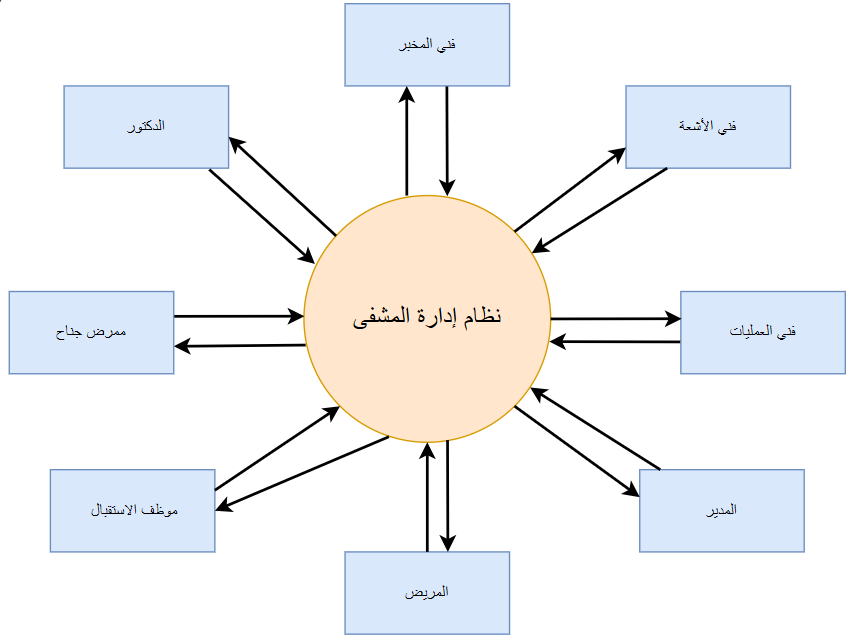 فني المخبر
الدكتور
فني الأشعة
نظام إدارة المشفى
ممرض جناح
فني العمليات
موظف الاستقبال
المدير
المريض